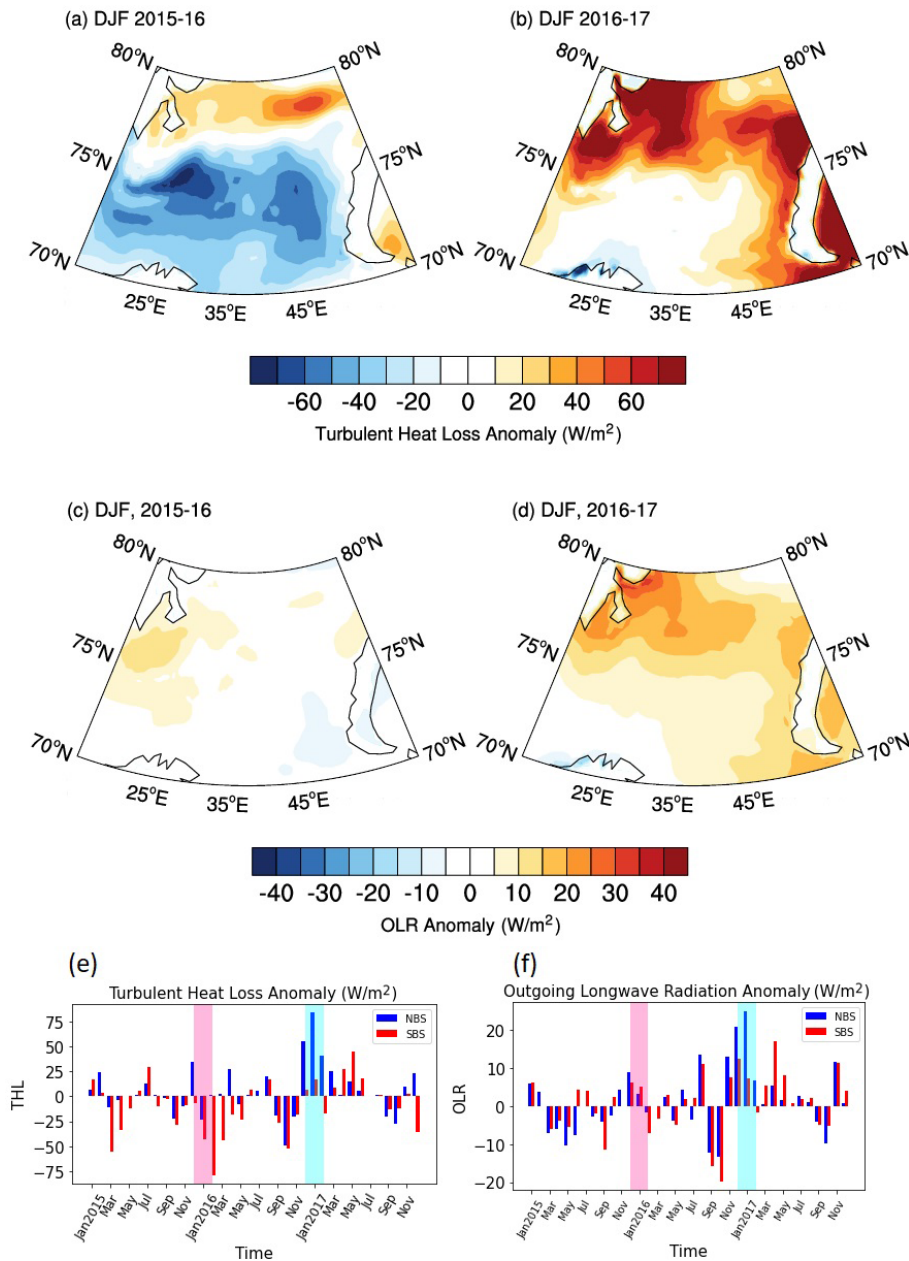 (a) DJF 2015-16
(b) DJF 2016-17
80°N 80°N 80°N 80°N
75°N 75°N 75°N 75°N
70°N 70°N 70°N 70°N
25°E 35°E 45°E 25°E 35°E 45°E
-60 -40 -20 0 20 40 60
Turbulent Heat Loss Anomaly (W/m²)
(c) DJF, 2015-16
(d) DJF, 2016-17
80°N 80°N 80°N 80°N
75°N 75°N 75°N 75°N
70°N 70°N 70°N 70°N
25°E 35°E 45°E 25°E 35°E 45°E
-40 -30 -20 -10 0 10 20 30 40
OLR Anomaly (W/m²)
(e)
Turbulent Heat Loss Anomaly (W/m²)
NBS
SBS
THL
75
50
25
0
−25
−50
−75
Jan2015 Mar May Jul Sep Nov Jan2016 Mar May Jul Sep Nov Jan2017 Mar May Jul Sep Nov
Time
(f)
Outgoing Longwave Radiation Anomaly (W/m²)
NBS
SBS
OLR
20
10
0
−10
−20
Jan2015 Mar May Jul Sep Nov Jan2016 Mar May Jul Sep Nov Jan2017 Mar May Jul Sep Nov
Time